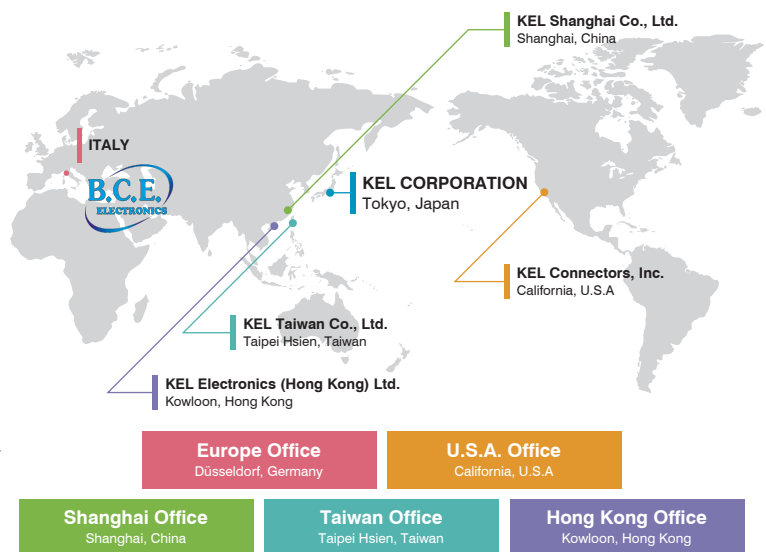 KEL Shanghai Co., Ltd.
Shanghai, China
ITALY
B.C.E.
ELECTRONICS
KEL CORPORATION
Tokyo, Japan
KEL Connectors, Inc.
California, U.S.A
KEL Taiwan Co., Ltd.
Taipei Hsien, Taiwan
KEL Electronics (Hong Kong) Ltd.
Kowloon, Hong Kong
Europe Office
Düsseldorf, Germany
U.S.A. Office
California, U.S.A
Shanghai Office
Shanghai, China
Taiwan Office
Taipei Hsien, Taiwan
Hong Kong Office
Kowloon, Hong Kong